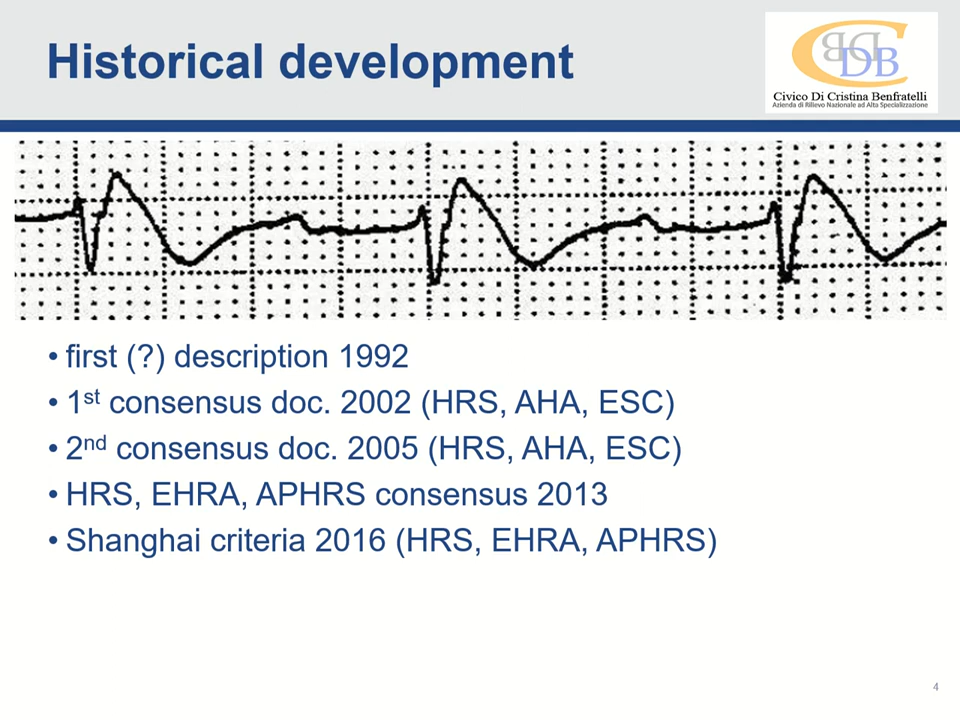 Historical development
BB
DB
Civico Di Cristina Benfratelli
Azienda di Rilievo Nazionale ad Alta Specializzazione
• first (?) description 1992
• 1st consensus doc. 2002 (HRS, AHA, ESC)
• 2nd consensus doc. 2005 (HRS, AHA, ESC)
• HRS, EHRA, APHRS consensus 2013
• Shanghai criteria 2016 (HRS, EHRA, APHRS)
4